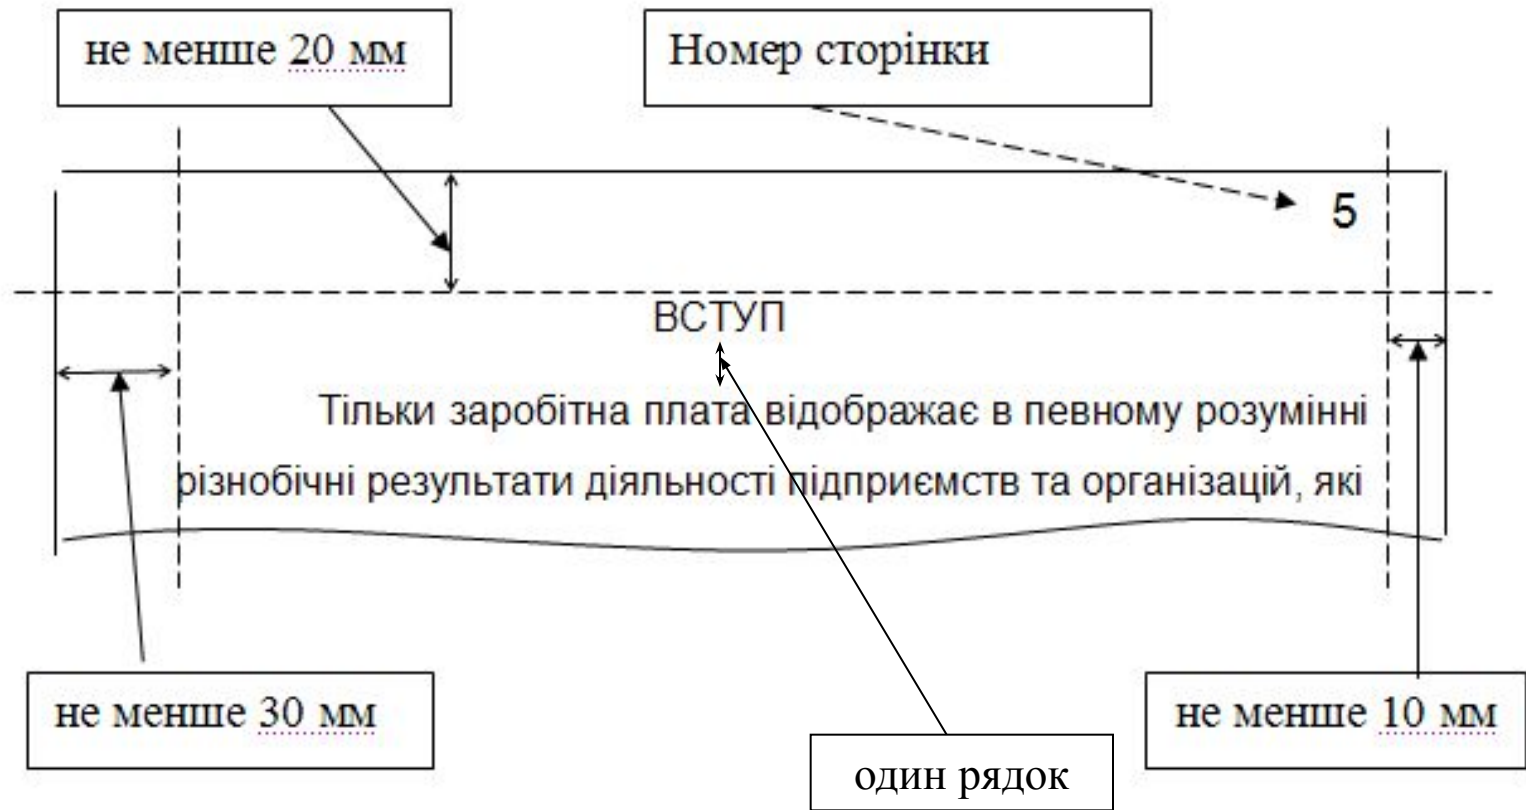 не менше 20 мм
Номер сторінки
5
ВСТУП
Тільки заробітна плата відображає в певному розумінні
різнобічні результати діяльності підприємств та організацій, які
не менше 30 мм
не менше 10 мм
один рядок